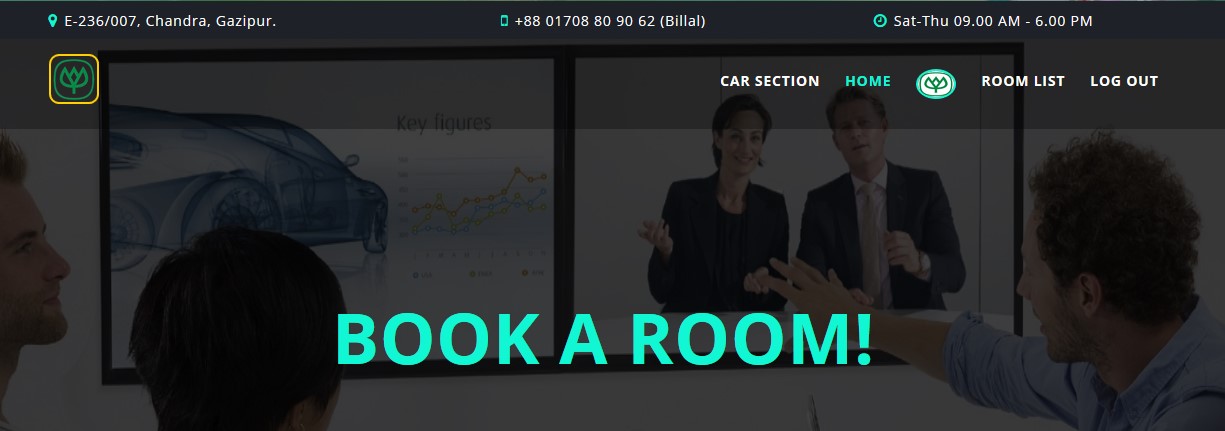 E-236/007, Chandra, Gazipur.
+88 01708 80 90 62 (Billal)
Sat-Thu 09.00 AM - 6.00 PM
CAR SECTION
HOME
ROOM LIST
LOG OUT
Key figures
BOOK A ROOM!